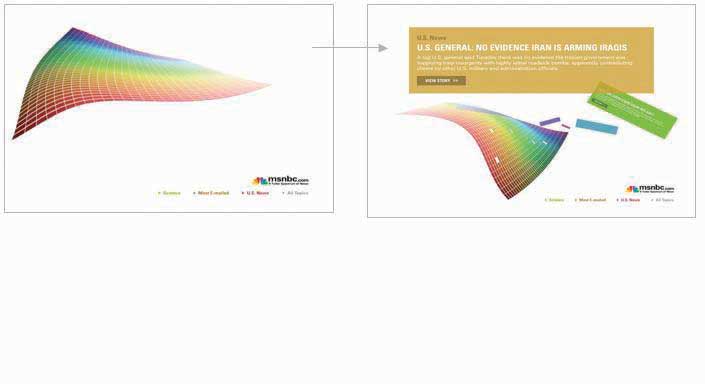 msnbc.com
A Fuller Spectrum of News
Science
Most E-mailed
U.S. News
All Topics
U.S. News
U.S. GENERAL: NO EVIDENCE IRAN IS ARMING IRAQIS
A top U.S. general said Tuesday there was no evidence the Iranian government was
supplying Iraqi insurgents with highly lethal roadside bombs, apparently contradicting
claims by other U.S. military and administration officials.
VIEW STORY >>
msnbc.com
A Fuller Spectrum of News
Science
Most E-mailed
U.S. News
All Topics